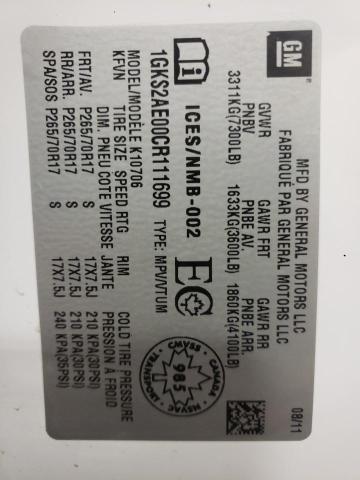 GM
MFD BY GENERAL MOTORS LLC
08/11
FABRIQUÉ PAR GENERAL MOTORS LLC
GVWR GAWR FRT GAWR RR
PNBV PNBE AV. PNBE ARR.
3311KG(7300LB) 1633KG(3600LB) 1860KG(4100LB)
i ICES/NMB-002 EC
CANADA TRANSPORT CMVSS NSVAC 985
1GKS2AE00CR111699 TYPE: MPV/VTUM
MODEL/MODÈLE K10706
KFVN
TIRE SIZE SPEED RTG RIM COLD TIRE PRESSURE
DIM. PNEU COTE VITESSE JANTE PRESSION À FROID
FRT/AV. P265/70R17 S 17X7.5J 210 KPA(30PSI)
RR/ARR. P265/70R17 S 17X7.5J 210 KPA(30PSI)
SPA/SOS P265/70R17 S 17X7.5J 240 KPA(35PSI)